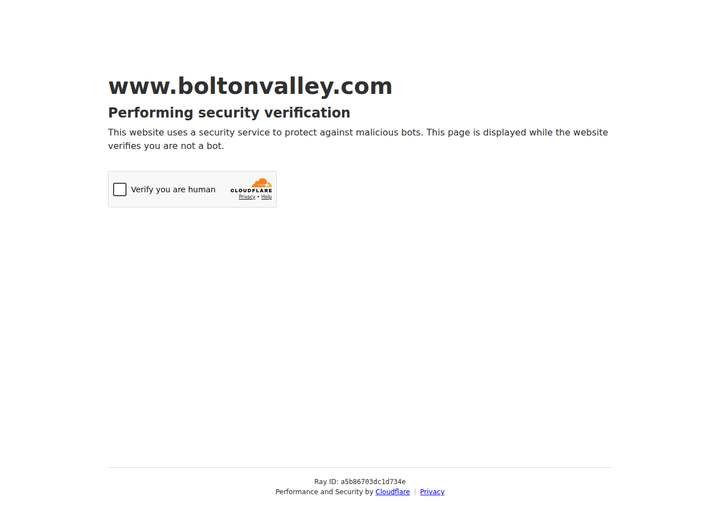 www.boltonvalley.com
Performing security verification
This website uses a security service to protect against malicious bots. This page is displayed while the website
verifies you are not a bot.
Verify you are human
CLOUDFLARE
Privacy • Help
Ray ID: a5b86703dc1d734e
Performance and Security by Cloudflare | Privacy